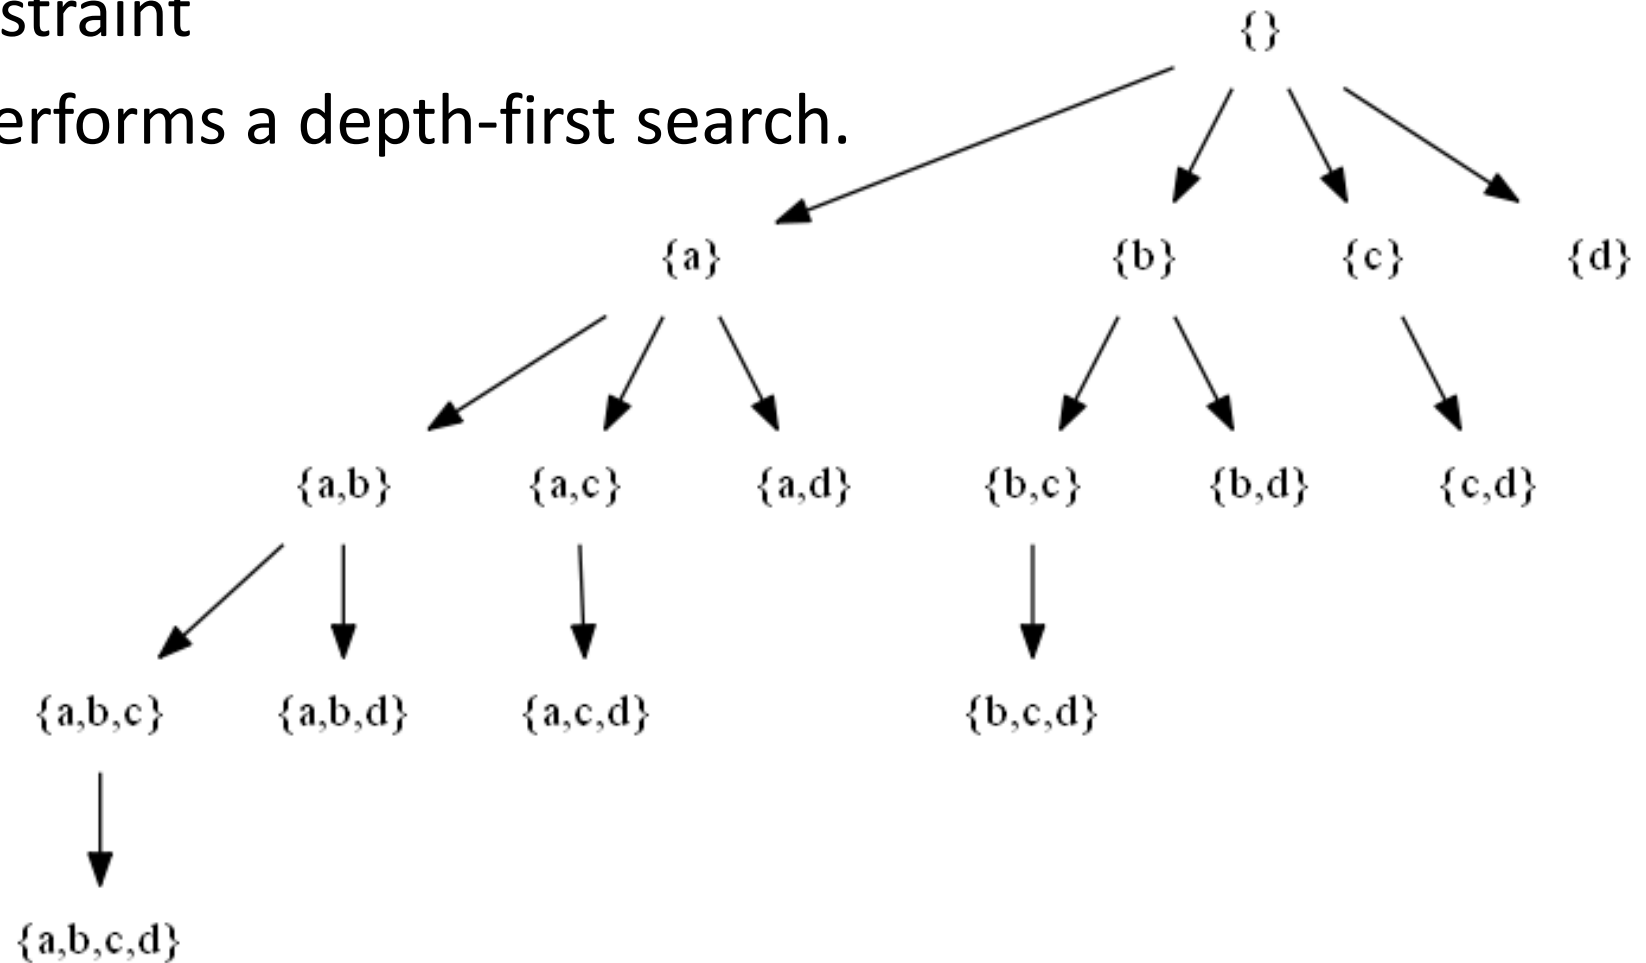 straint
erforms a depth-first search.
{}
{a} {b} {c} {d}
{a,b} {a,c} {a,d} {b,c} {b,d} {c,d}
{a,b,c} {a,b,d} {a,c,d} {b,c,d}
{a,b,c,d}